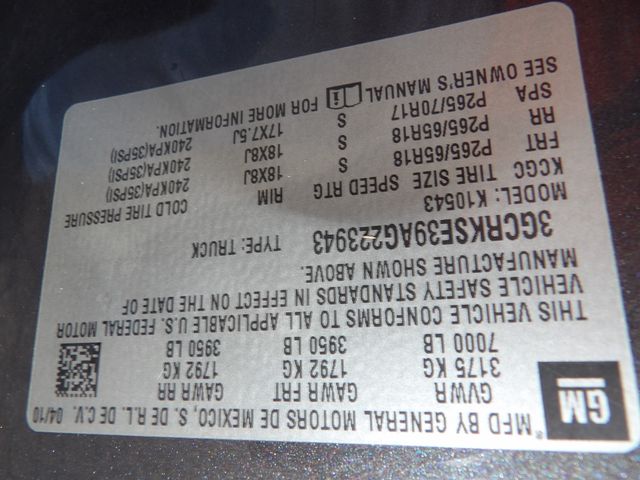 GM MFD BY GENERAL MOTORS DE MEXICO, S. DE R.L. DE C.V. 04/10
GVWR GAWR FRT GAWR RR
3175 KG 1792 KG 1792 KG
7000 LB 3950 LB 3950 LB
THIS VEHICLE CONFORMS TO ALL APPLICABLE U.S. FEDERAL MOTOR
VEHICLE SAFETY STANDARDS IN EFFECT ON THE DATE OF
MANUFACTURE SHOWN ABOVE.
3GCRKSE39AG223943 TYPE: TRUCK
MODEL: K10543
KCGC TIRE SIZE SPEED RTG RIM COLD TIRE PRESSURE
FRT P265/65R18 S 18X8J 240KPA(35PSI)
RR P265/65R18 S 18X8J 240KPA(35PSI)
SPA P265/70R17 S 17X7.5J 240KPA(35PSI)
SEE OWNER'S MANUAL FOR MORE INFORMATION.